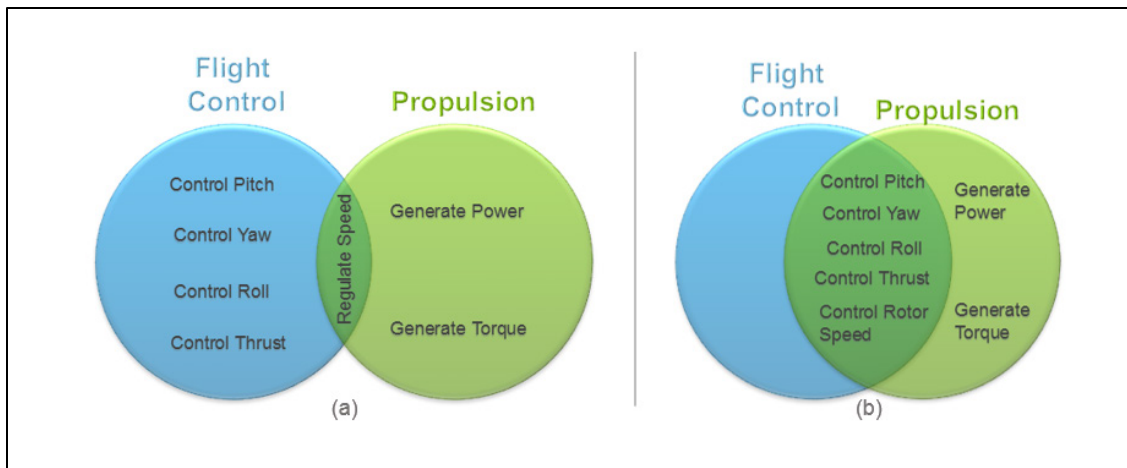 Flight
Control
Propulsion
Control Pitch
Control Yaw
Control Roll
Control Thrust
Regulate Speed
Generate Power
Generate Torque
(a)
Flight
Control
Propulsion
Control Pitch
Control Yaw
Control Roll
Control Thrust
Control Rotor
Speed
Generate
Power
Generate
Torque
(b)